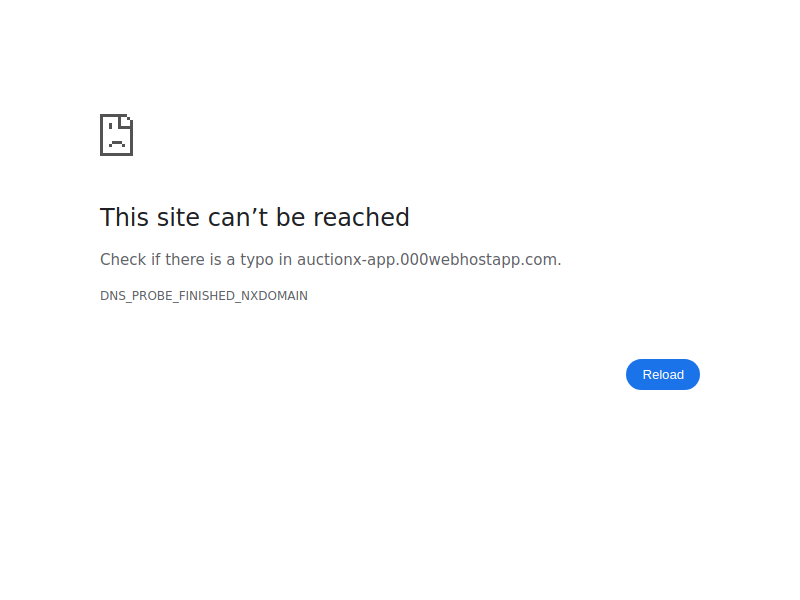 This site can’t be reached
Check if there is a typo in auctionx-app.000webhostapp.com.
DNS_PROBE_FINISHED_NXDOMAIN
Reload